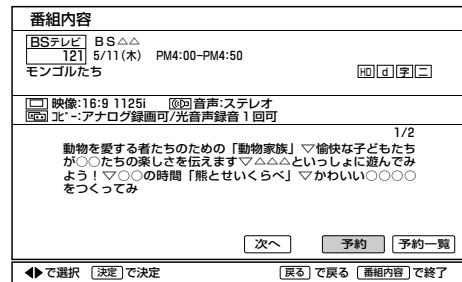 番組内容
BSテレビ BS△△
121 5/11(木) PM4:00-PM4:50
モンゴルたち HD d 字 二
映像:16:9 1125i 音声:ステレオ
コピー:アナログ録画可/光音声録音1回可
1/2
動物を愛する者たちのための「動物家族」▽愉快な子どもたち
が○○たちの楽しさを伝えます▽△△△といっしょに遊んでみ
よう!▽○○の時間「熊とせいくらべ」▽かわいい○○○○
をつくってみ
次へ 予約 予約一覧
◀▶で選択 決定で決定 戻るで戻る 番組内容で終了